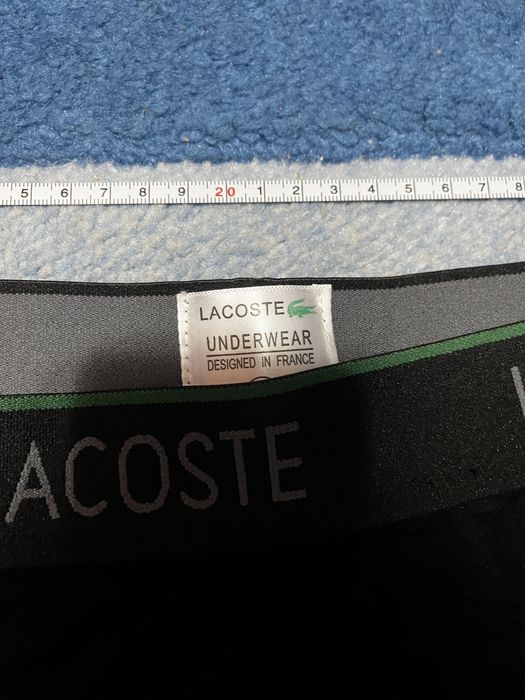 5 6 7 8 9 20 1 2 3 4 5 6 7 8
LACOSTE
UNDERWEAR
DESIGNED IN FRANCE
ACOSTE